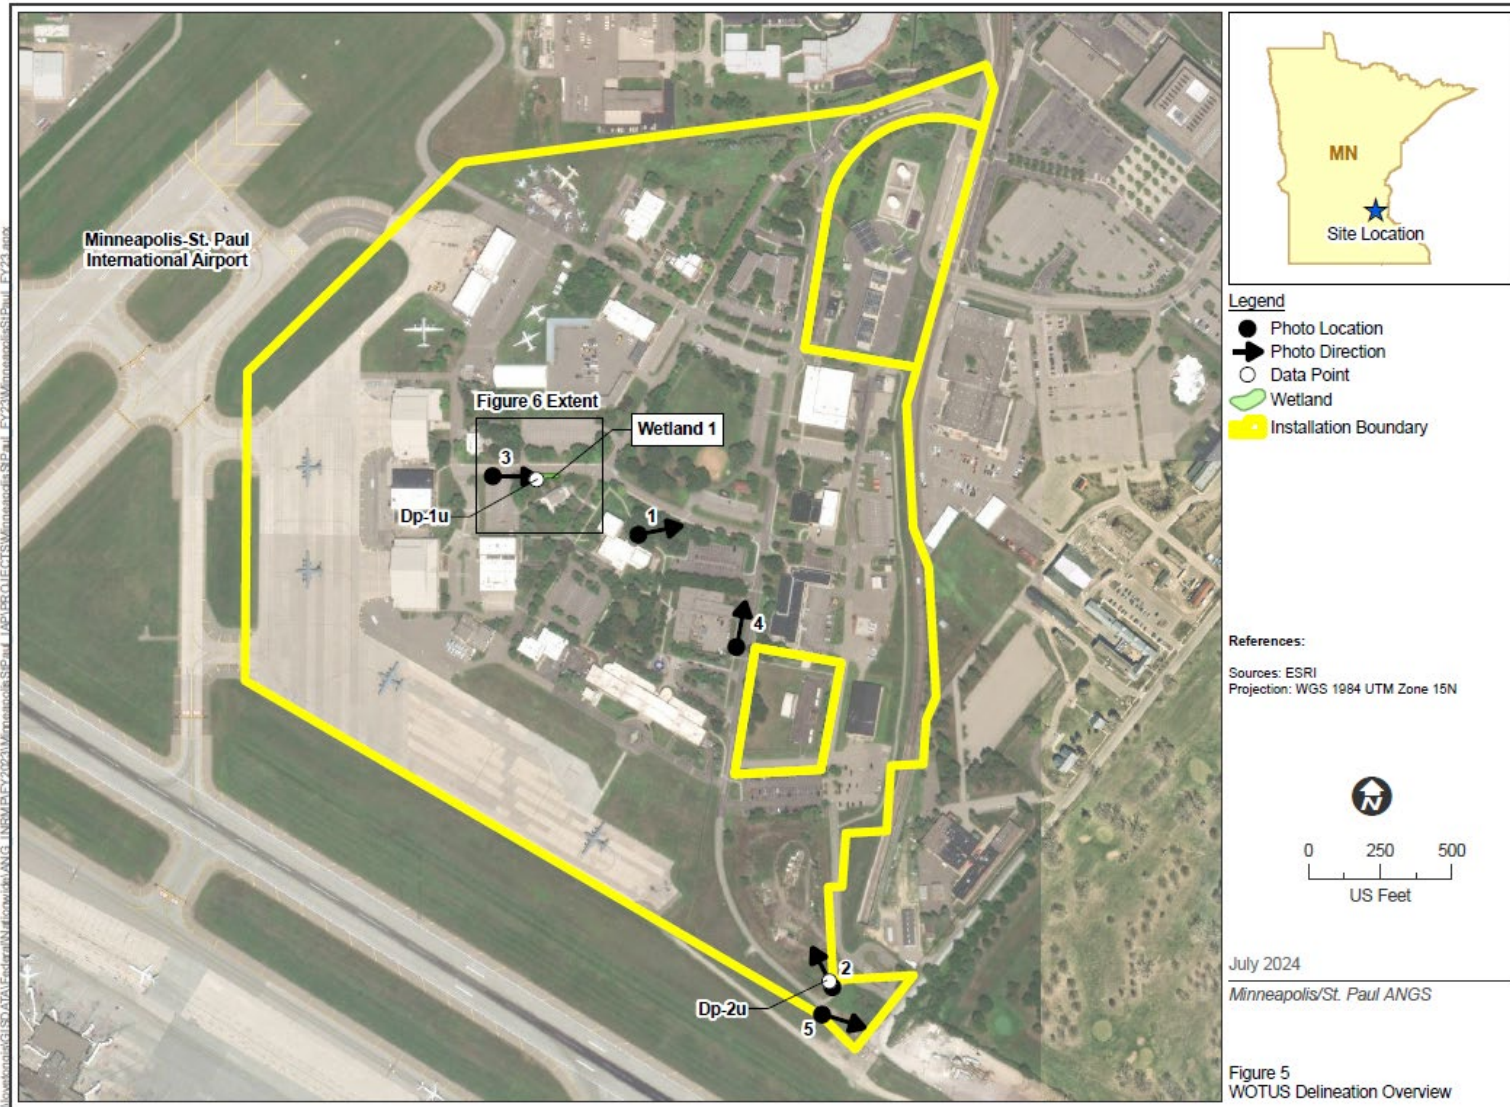 Minneapolis-St. Paul
International Airport
Figure 6 Extent
Wetland 1
3
Dp-1u
1
4
2
Dp-2u
5
MN
Site Location
Legend
Photo Location
Photo Direction
Data Point
Wetland
Installation Boundary
References:
Sources: ESRI
Projection: WGS 1984 UTM Zone 15N
N
0 250 500
US Feet
July 2024
Minneapolis/St. Paul ANGS
Figure 5
WOTUS Delineation Overview